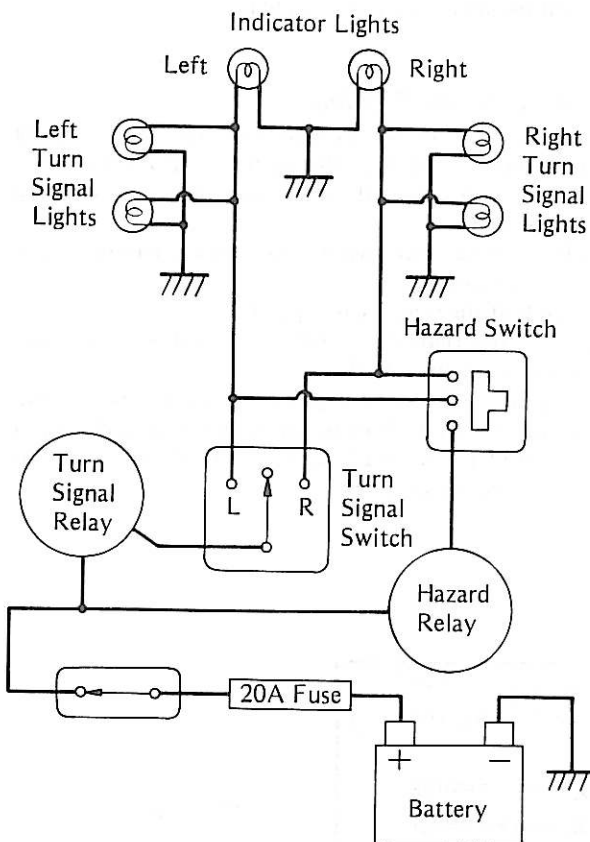 Indicator Lights
Left
Right
Left
Turn
Signal
Lights
Right
Turn
Signal
Lights
Hazard Switch
Turn
Signal
Relay
L
R
Turn
Signal
Switch
Hazard
Relay
20A Fuse
+
−
Battery